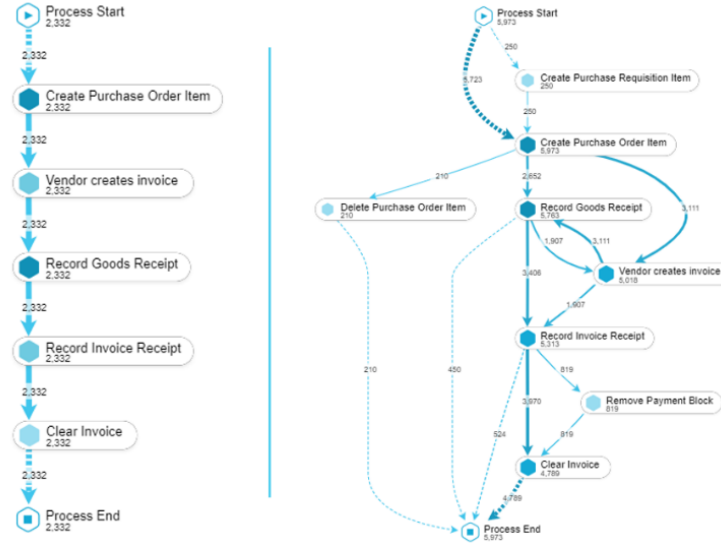 Process Start
2,332
2,332
Create Purchase Order Item
2,332
2,332
Vendor creates invoice
2,332
2,332
Record Goods Receipt
2,332
2,332
Record Invoice Receipt
2,332
2,332
Clear Invoice
2,332
2,332
Process End
2,332
Process Start
5,973
250
5,723
Create Purchase Requisition Item
250
250
Create Purchase Order Item
5,973
210
2,652
3,111
Delete Purchase Order Item
210
Record Goods Receipt
5,763
1,907
3,111
Vendor creates invoice
5,018
3,406
1,907
Record Invoice Receipt
5,313
210
450
819
3,970
Remove Payment Block
819
524
819
Clear Invoice
4,789
4,789
Process End
5,973